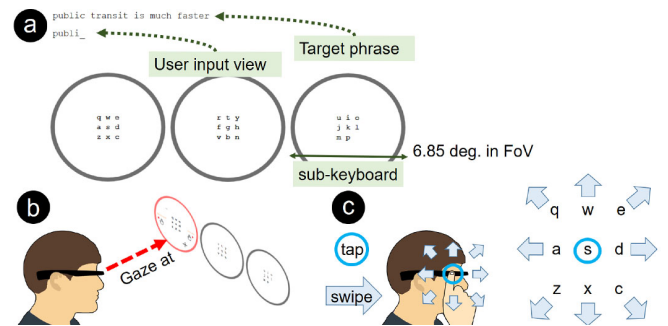 a
public transit is much faster
publi_
Target phrase
User input view
q w e
a s d
z x c
r t y
f g h
v b n
u i o
j k l
m p
6.85 deg. in FoV
sub-keyboard
b
Gaze at
c
tap
swipe
q w e
a s d
z x c